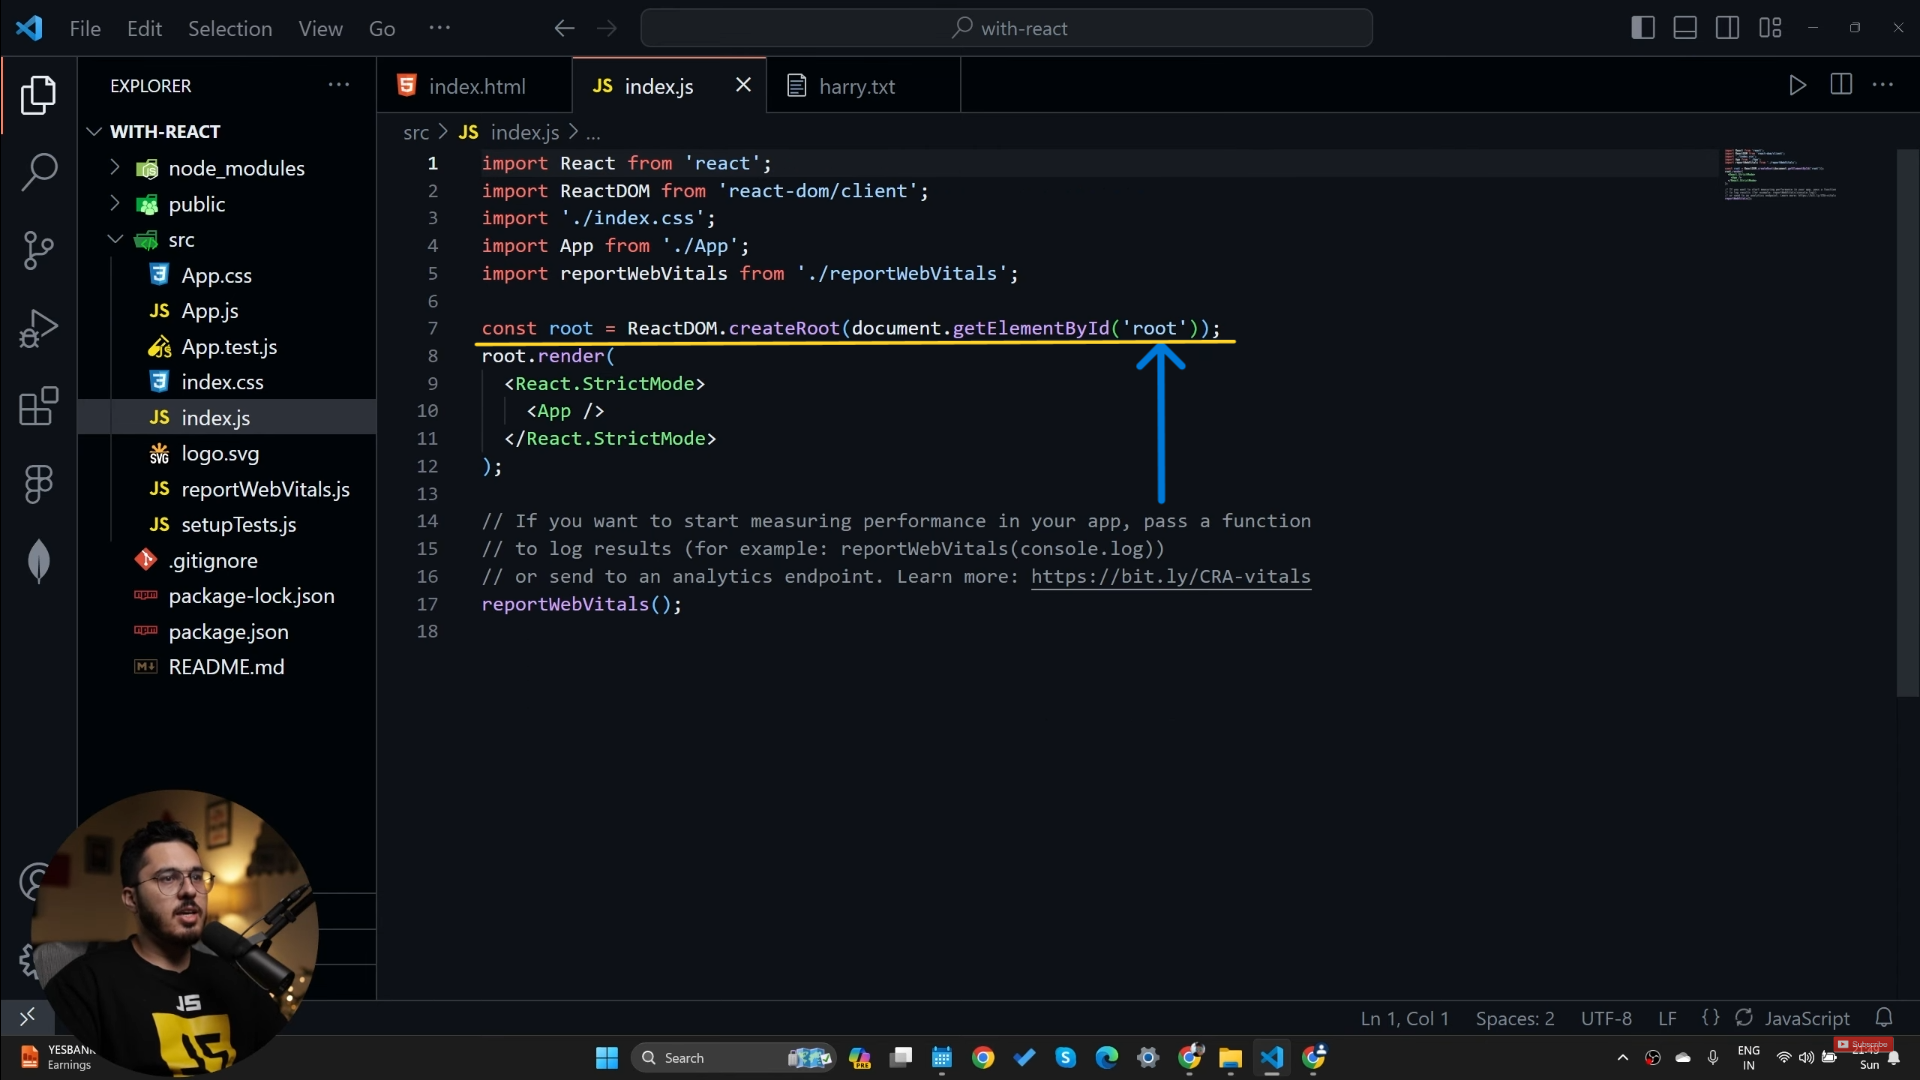 File Edit Selection View Go ···
with-react
EXPLORER ···
WITH-REACT
node_modules
public
src
App.css
App.js
App.test.js
index.css
index.js
logo.svg
reportWebVitals.js
setupTests.js
.gitignore
package-lock.json
package.json
README.md
index.html
JS index.js
harry.txt
src > JS index.js > ...
1 import React from 'react';
2 import ReactDOM from 'react-dom/client';
3 import './index.css';
4 import App from './App';
5 import reportWebVitals from './reportWebVitals';
6
7 const root = ReactDOM.createRoot(document.getElementById('root'));
8 root.render(
9 <React.StrictMode>
10 <App />
11 </React.StrictMode>
12 );
13
14 // If you want to start measuring performance in your app, pass a function
15 // to log results (for example: reportWebVitals(console.log))
16 // or send to an analytics endpoint. Learn more: https://bit.ly/CRA-vitals
17 reportWebVitals();
18
JS
Ln 1, Col 1 Spaces: 2 UTF-8 LF {} JavaScript
YESBANK
Earnings
Search
PRE
ENG
IN
Subscribe
Sun